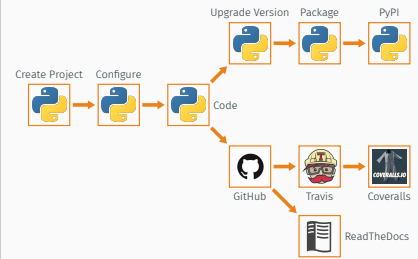 Upgrade Version
Package
PyPI
Create Project
Configure
Code
GitHub
Travis
COVERALLS.IO
Coveralls
ReadTheDocs